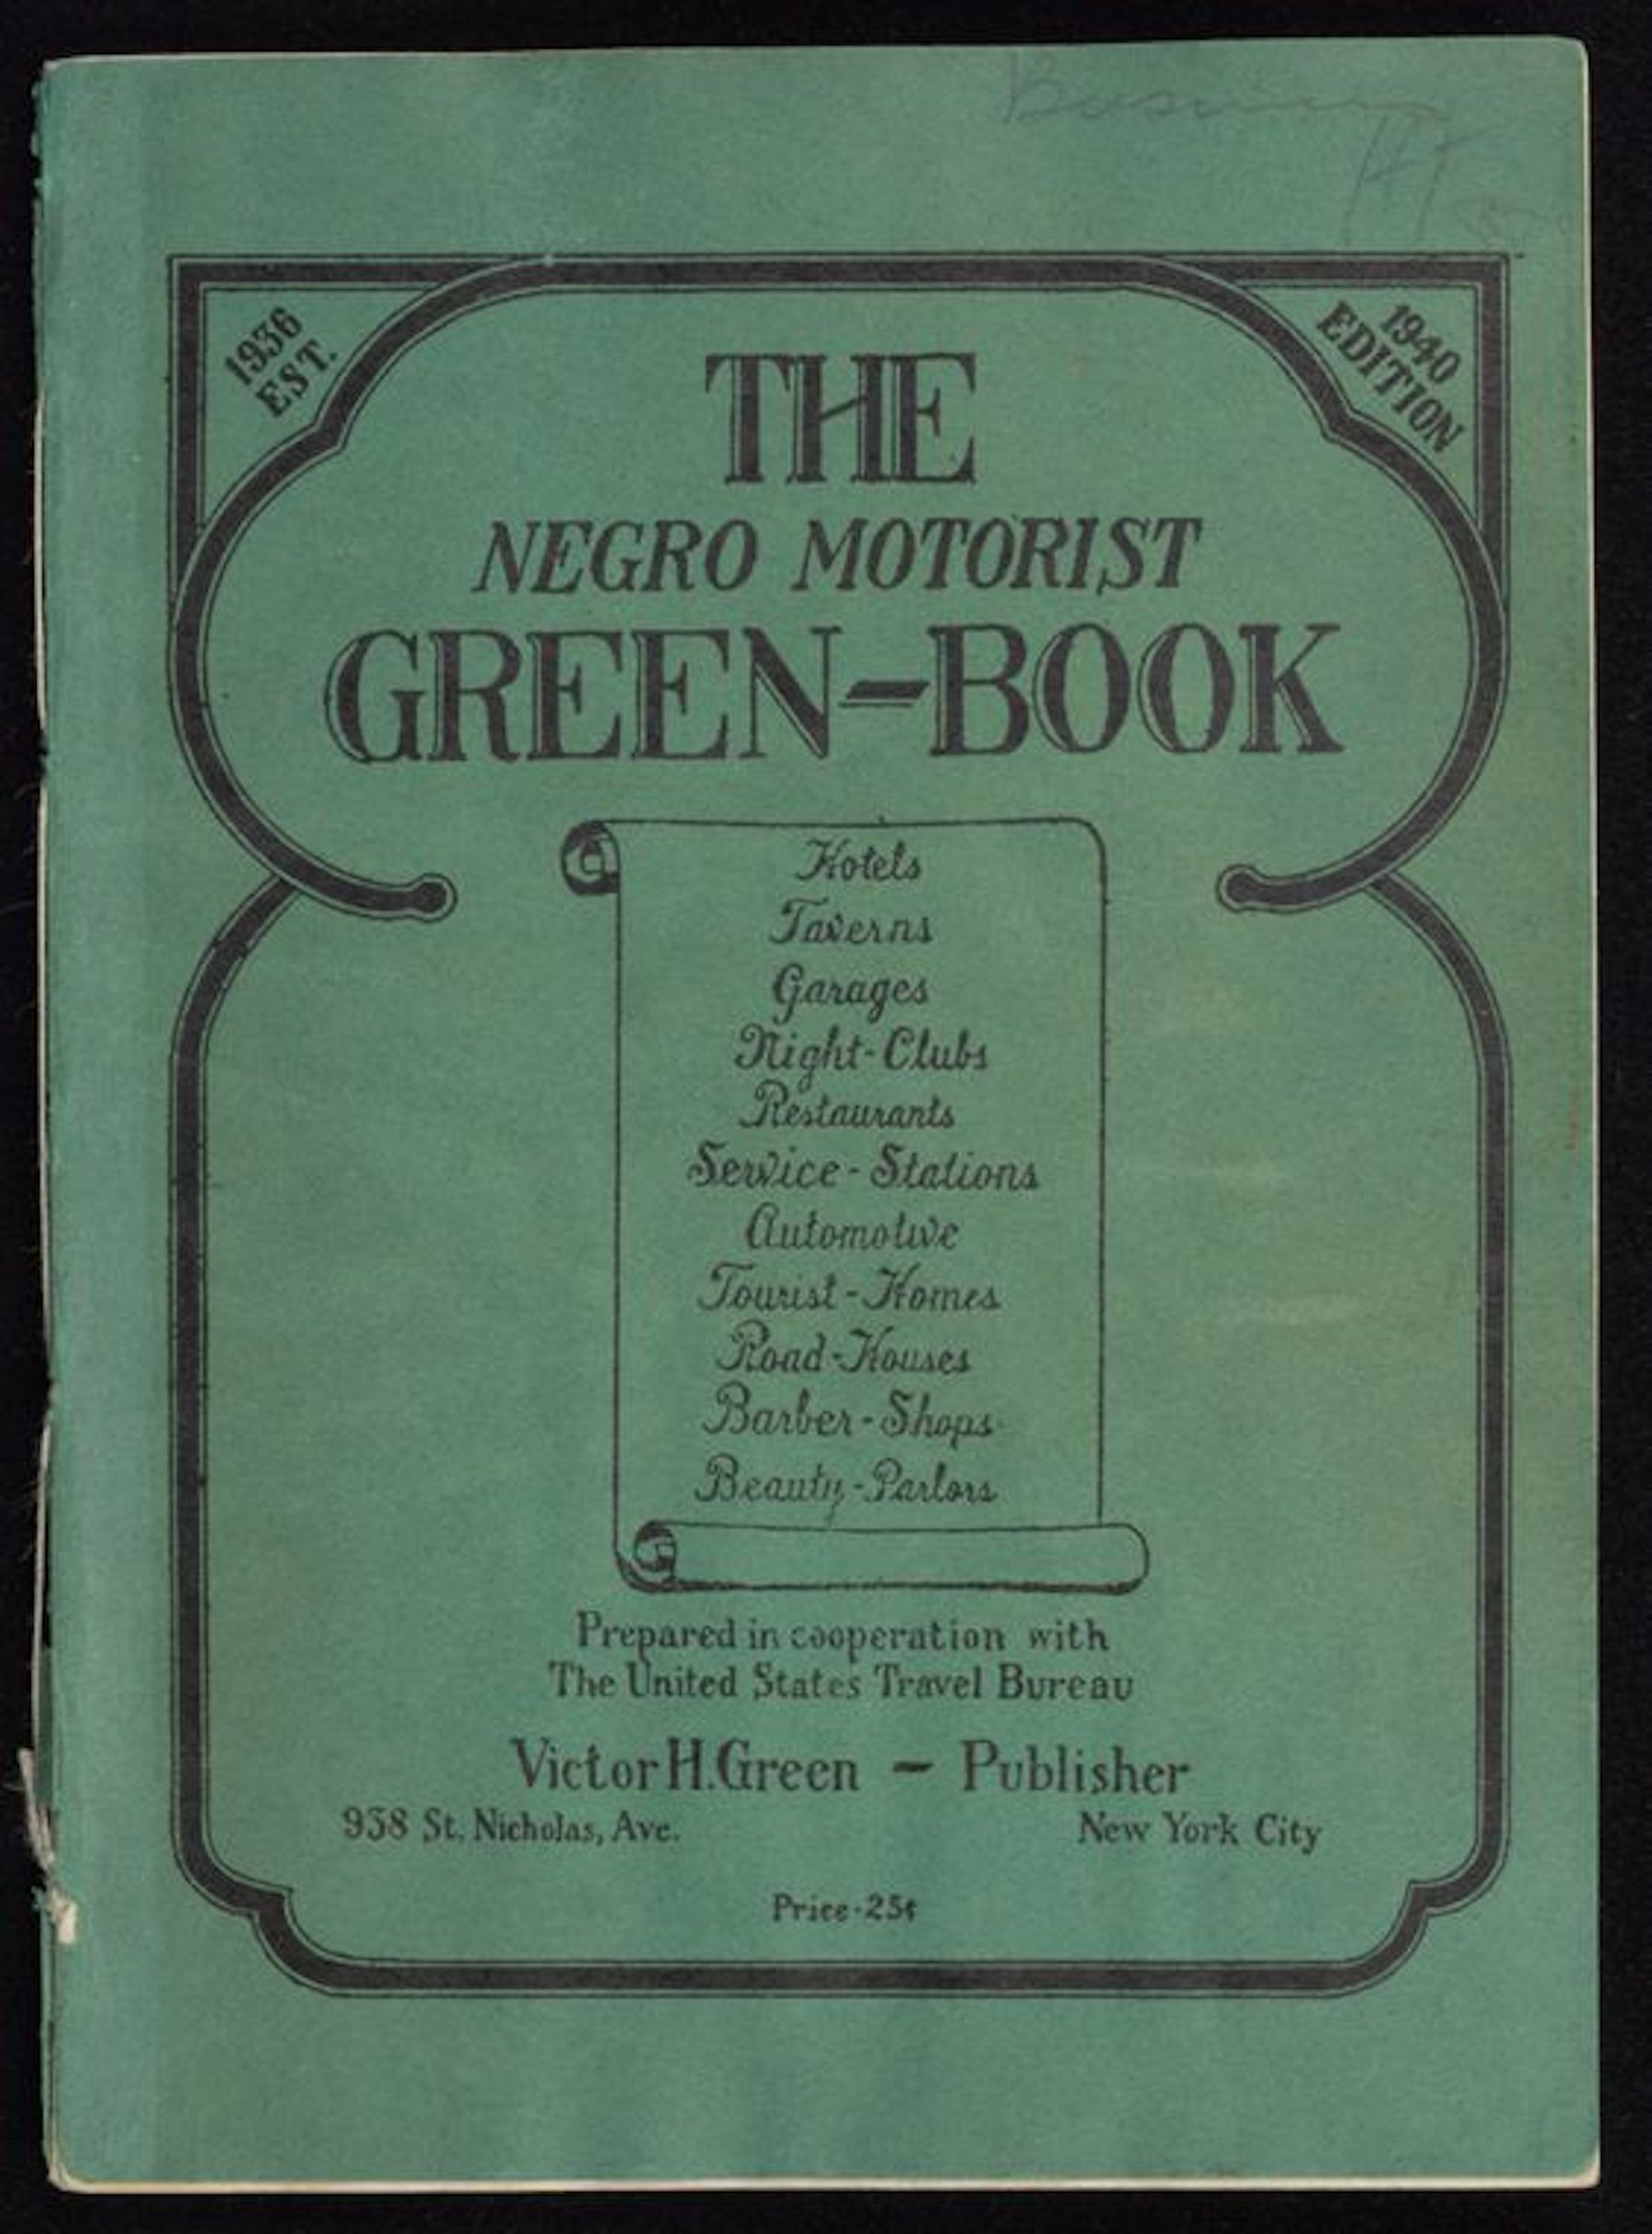 1936
EST.
1940
EDITION
THE
NEGRO MOTORIST
GREEN-BOOK
Hotels
Taverns
Garages
Night-Clubs
Restaurants
Service-Stations
Automotive
Tourist-Homes
Road-Houses
Barber-Shops
Beauty-Parlors
Prepared in cooperation with
The United States Travel Bureau
Victor H. Green - Publisher
938 St. Nicholas, Ave. New York City
Price-25¢